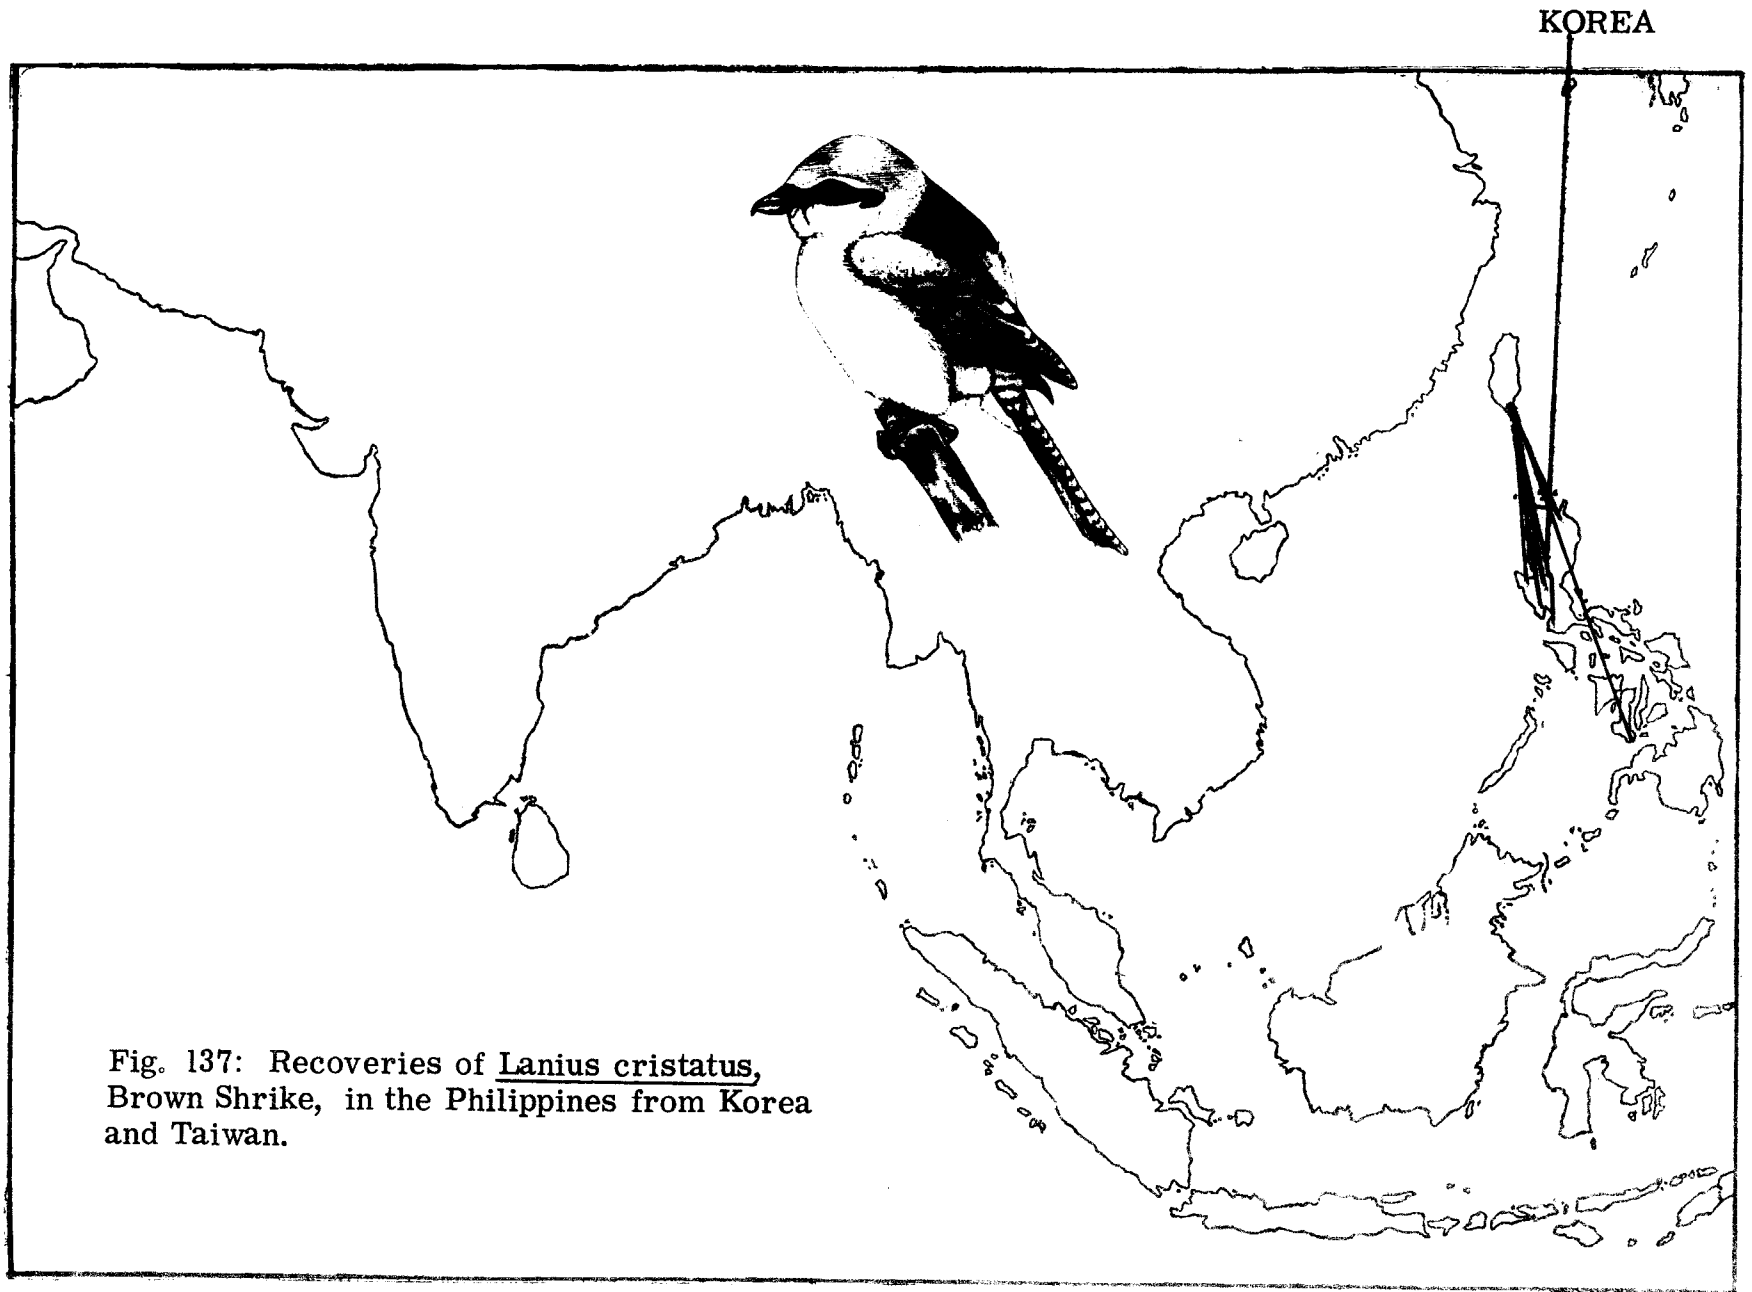 KOREA
Fig. 137: Recoveries of Lanius cristatus,
Brown Shrike, in the Philippines from Korea
and Taiwan.